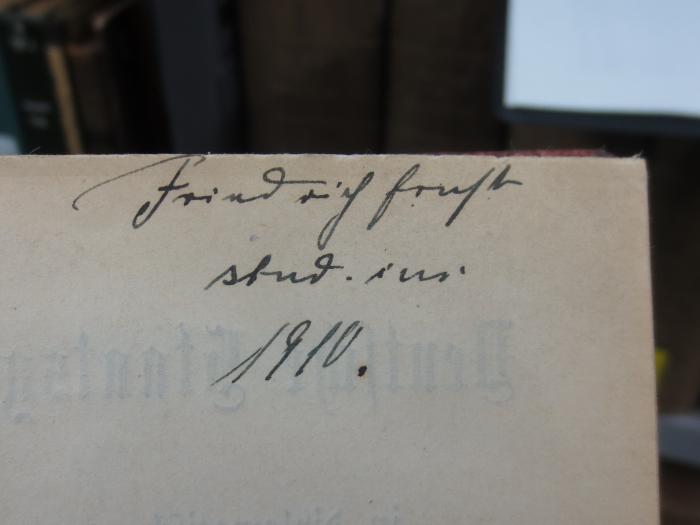 Friedrich Ernst
stud. iur.
1910.